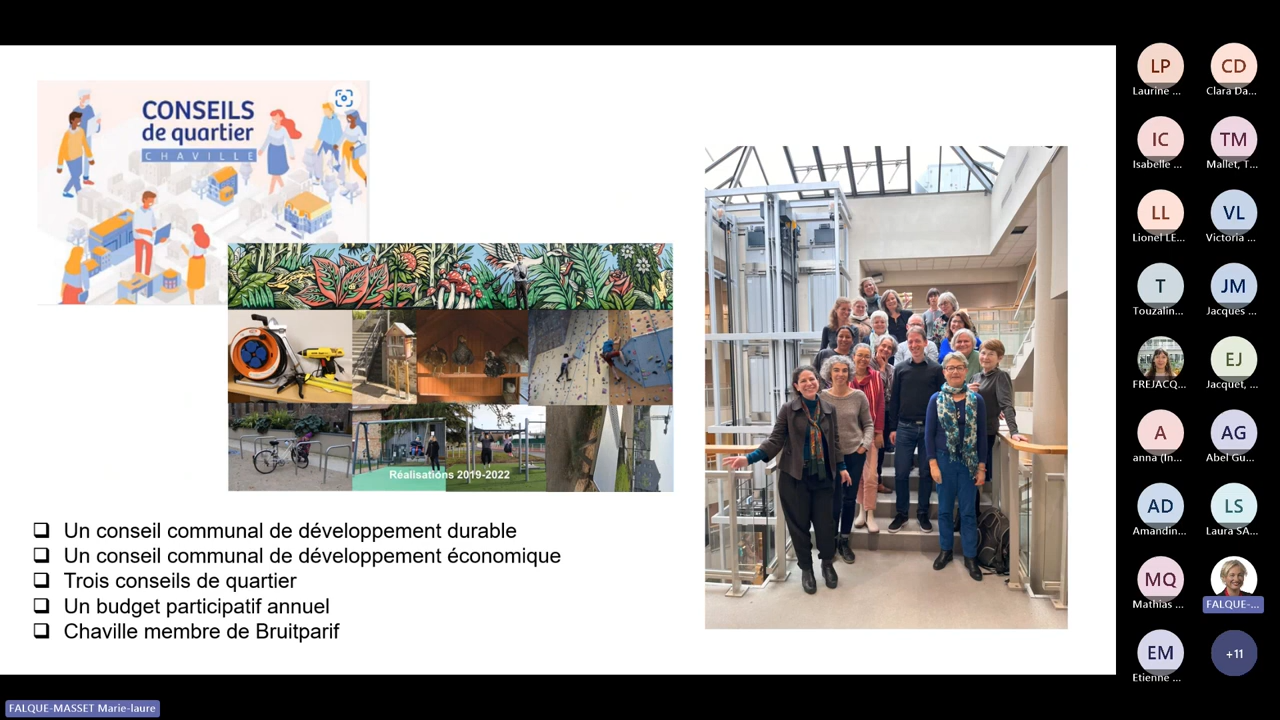 CONSEILS
de quartier
CHAVILLE
Réalisations 2019-2022
Un conseil communal de développement durable
Un conseil communal de développement économique
Trois conseils de quartier
Un budget participatif annuel
Chaville membre de Bruitparif
LP
Laurine ...
CD
Clara Da...
IC
Isabelle ...
TM
Mallet, T...
LL
Lionel LE...
VL
Victoria ...
T
Touzalin...
JM
Jacques ...
FREJACQ...
EJ
Jacquet, ...
A
anna (In...
AG
Abel Gu...
AD
Amandin...
LS
Laura SA...
MQ
Mathias ...
FALQUE-...
EM
Etienne ...
+11
FALQUE-MASSET Marie-laure